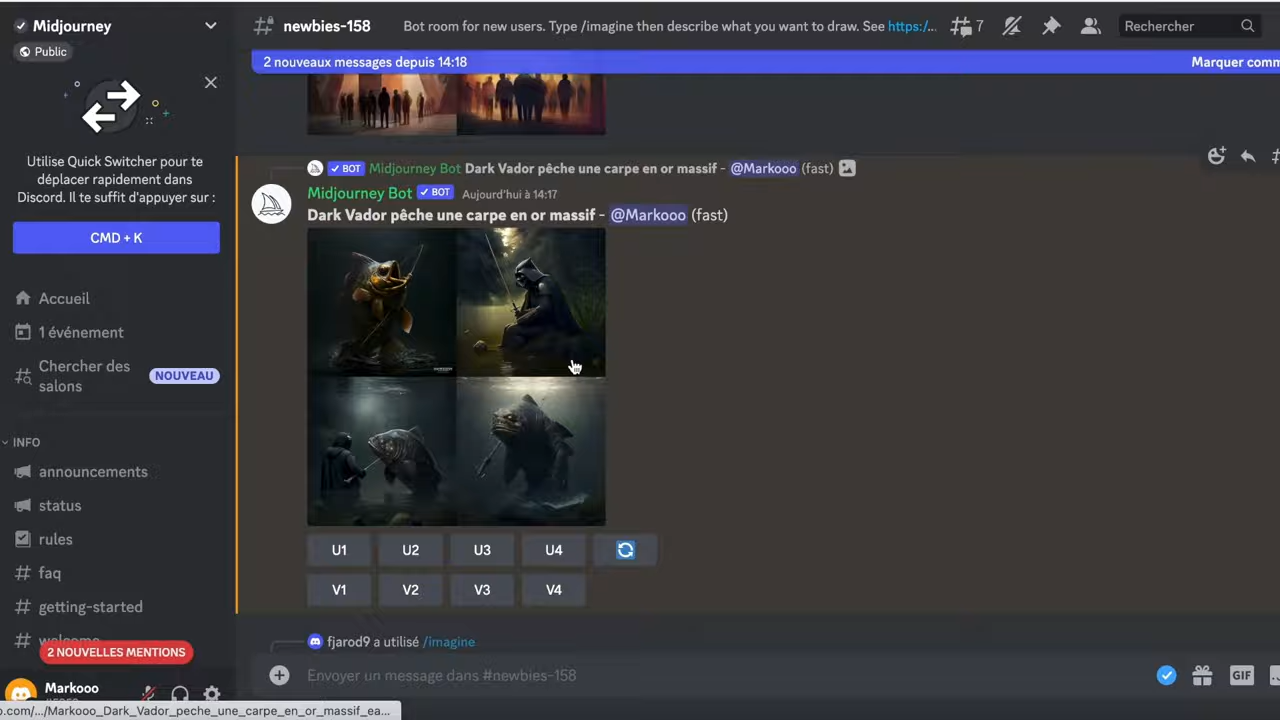 Midjourney
Public
newbies-158
Bot room for new users. Type /imagine then describe what you want to draw. See https:/...
7
Rechercher
2 nouveaux messages depuis 14:18
Marquer comm
Utilise Quick Switcher pour te
déplacer rapidement dans
Discord. Il te suffit d'appuyer sur :
CMD + K
Accueil
1 événement
Chercher des
salons
NOUVEAU
INFO
announcements
status
rules
faq
getting-started
welcome
2 NOUVELLES MENTIONS
Markooo
BOT Midjourney Bot Dark Vador pêche une carpe en or massif - @Markooo (fast)
Midjourney Bot BOT Aujourd'hui à 14:17
Dark Vador pêche une carpe en or massif - @Markooo (fast)
U1 U2 U3 U4
V1 V2 V3 V4
fjarod9 a utilisé /imagine
Envoyer un message dans #newbies-158
GIF
o.com/.../Markooo_Dark_Vador_peche_une_carpe_en_or_massif_ea...